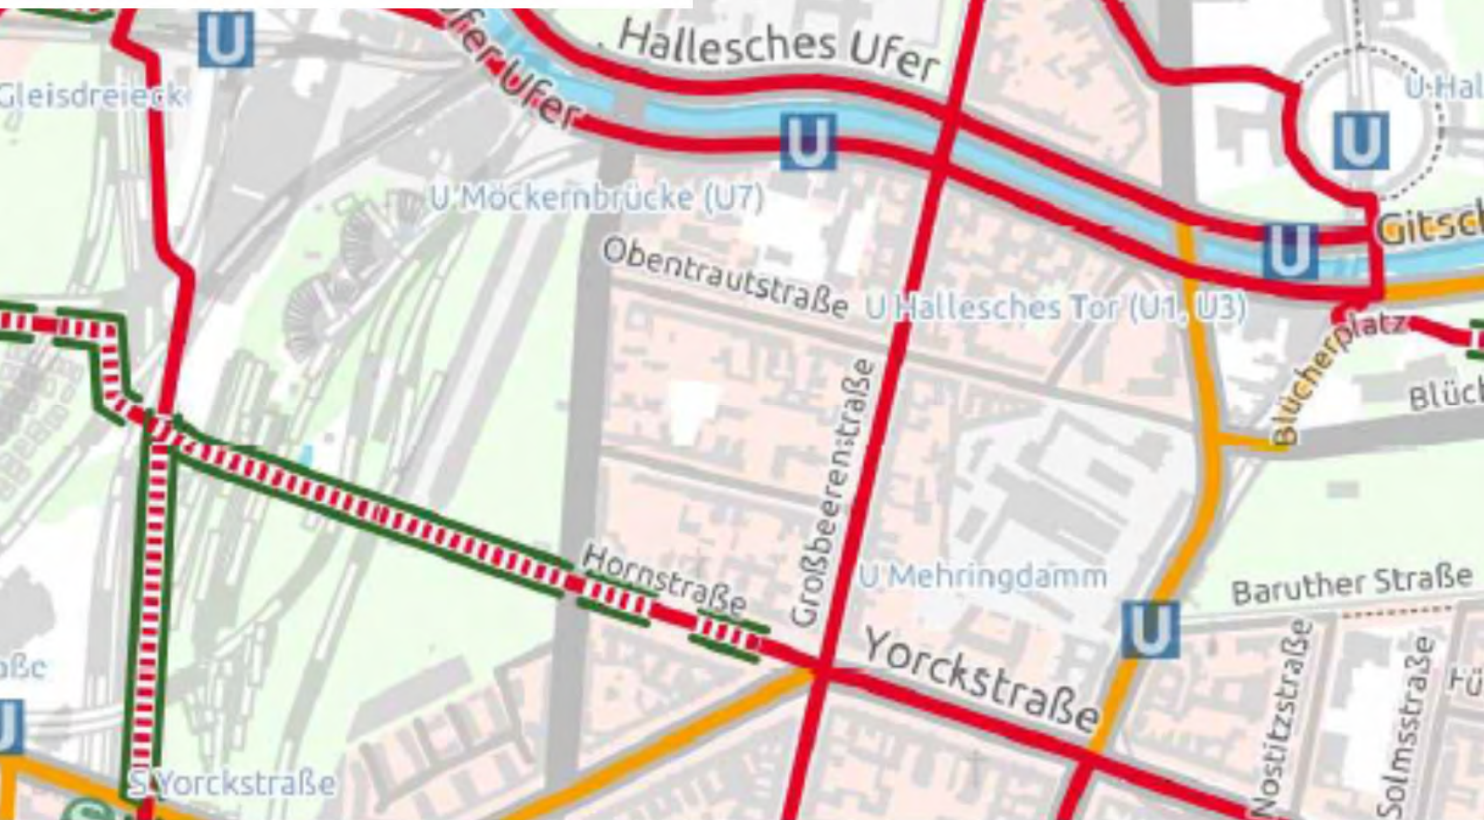 U
Hallesches Ufer
Ufer
Ufer
Gleisdreieck
U
U
U Möckernbrücke (U7)
Obentrautstraße
U Hallesches Tor (U1, U3)
U
Großbeerenstraße
Blücherplatz
Hornstraße
U Mehringdamm
Baruther Straße
U
Yorckstraße
Nostitzstraße
Solmsstraße
U
S Yorckstraße
S